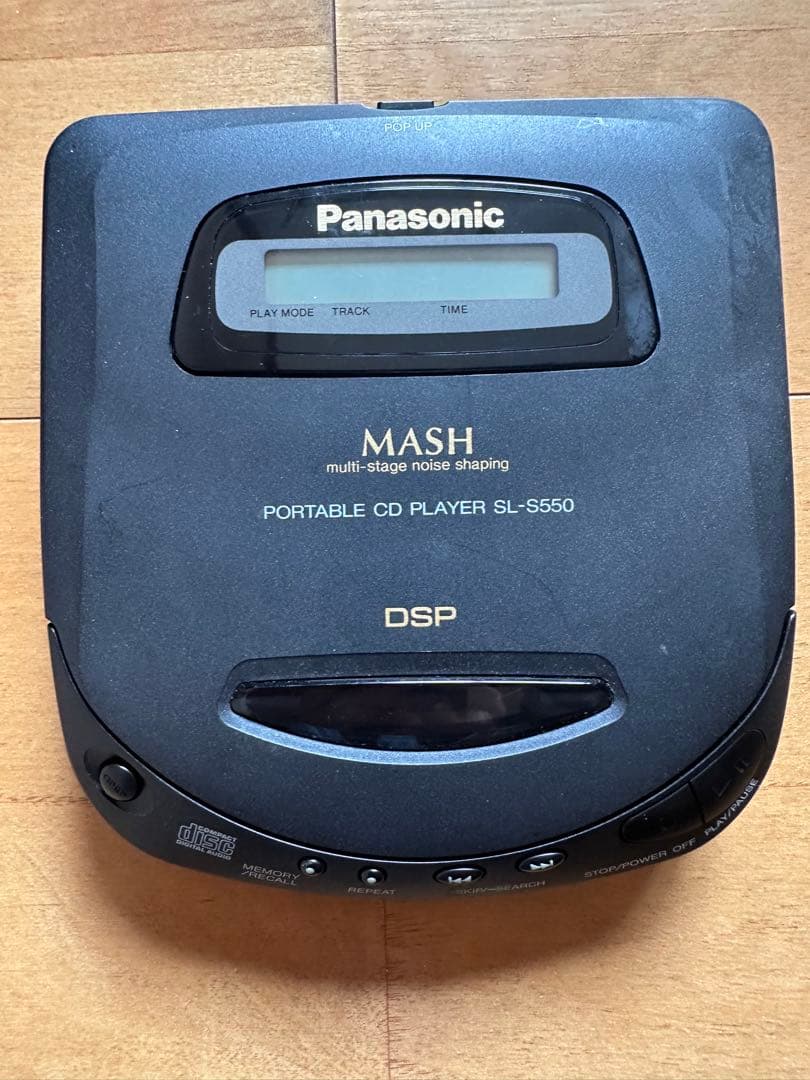 POP UP
Panasonic
PLAY MODE TRACK TIME
MASH
multi-stage noise shaping
PORTABLE CD PLAYER SL-S550
DSP
OPEN
COMPACT
disc
DIGITAL AUDIO
MEMORY
/RECALL
REPEAT
SKIP/—SEARCH
STOP/POWER OFF
PLAY/PAUSE